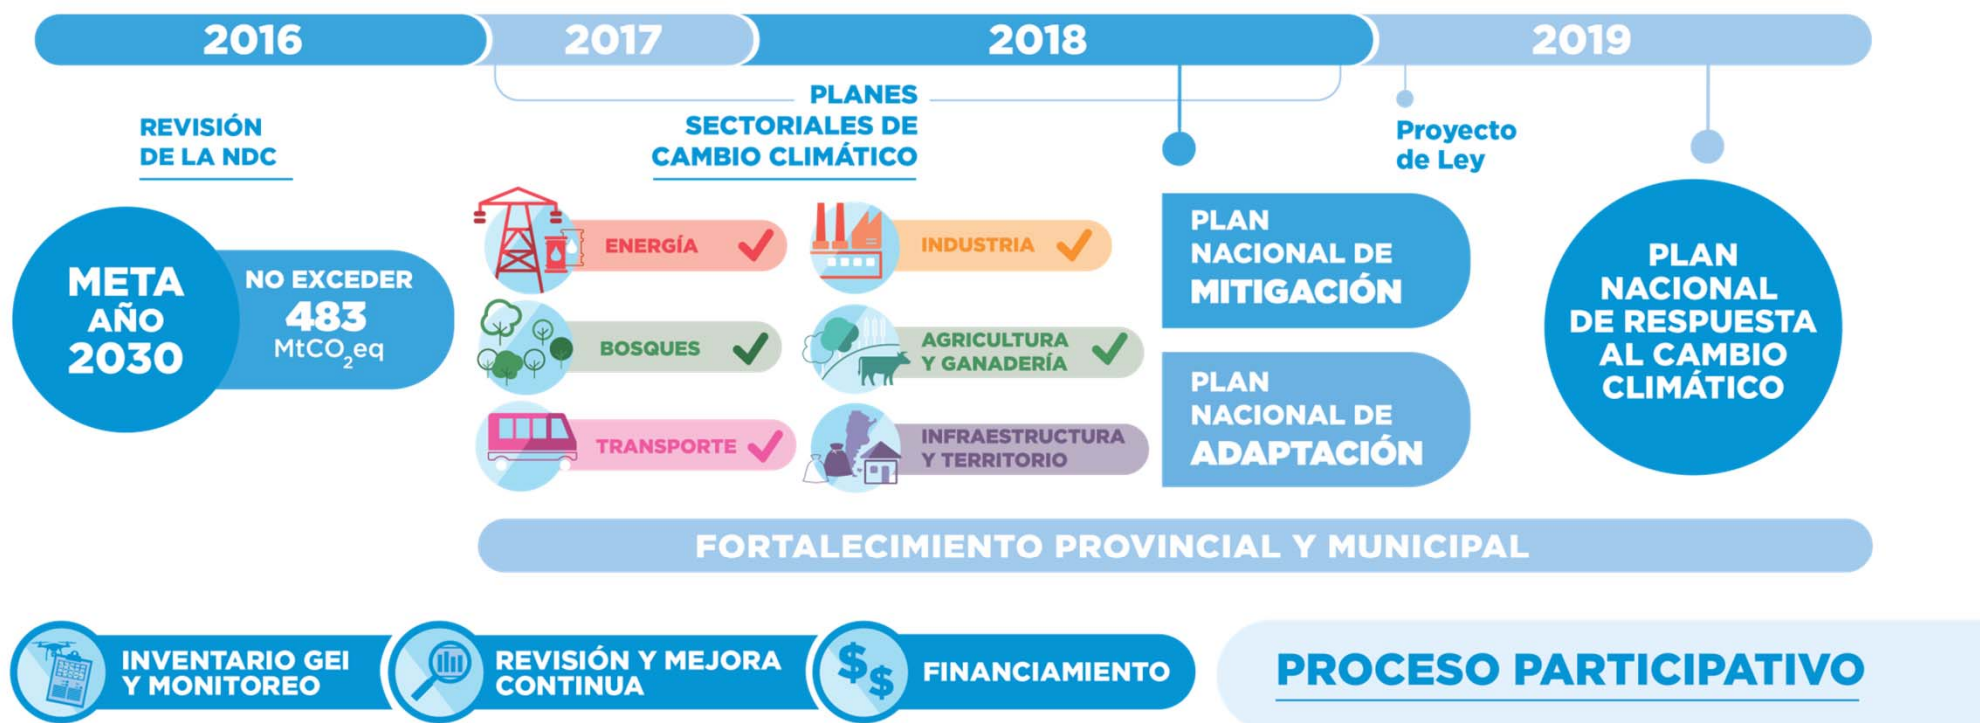 2016
2017
2018
2019
REVISIÓN
DE LA NDC
META
AÑO
2030
NO EXCEDER
483
MtCO₂eq
PLANES
SECTORIALES DE
CAMBIO CLIMÁTICO
ENERGÍA
INDUSTRIA
BOSQUES
AGRICULTURA
Y GANADERÍA
TRANSPORTE
INFRAESTRUCTURA
Y TERRITORIO
PLAN
NACIONAL DE
MITIGACIÓN
PLAN
NACIONAL DE
ADAPTACIÓN
Proyecto
de Ley
PLAN
NACIONAL
DE RESPUESTA
AL CAMBIO
CLIMÁTICO
FORTALECIMIENTO PROVINCIAL Y MUNICIPAL
INVENTARIO GEI
Y MONITOREO
REVISIÓN Y MEJORA
CONTINUA
$$
FINANCIAMIENTO
PROCESO PARTICIPATIVO